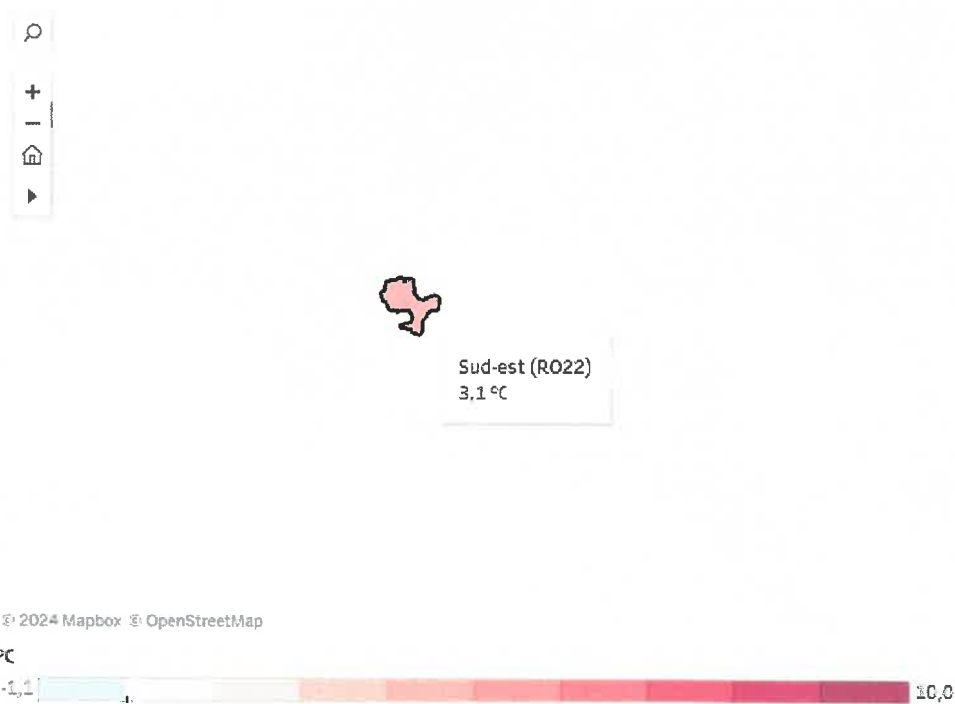 Sud-est (RO22)
3,1 °C
© 2024 Mapbox © OpenStreetMap
°C
-1,1
10,0